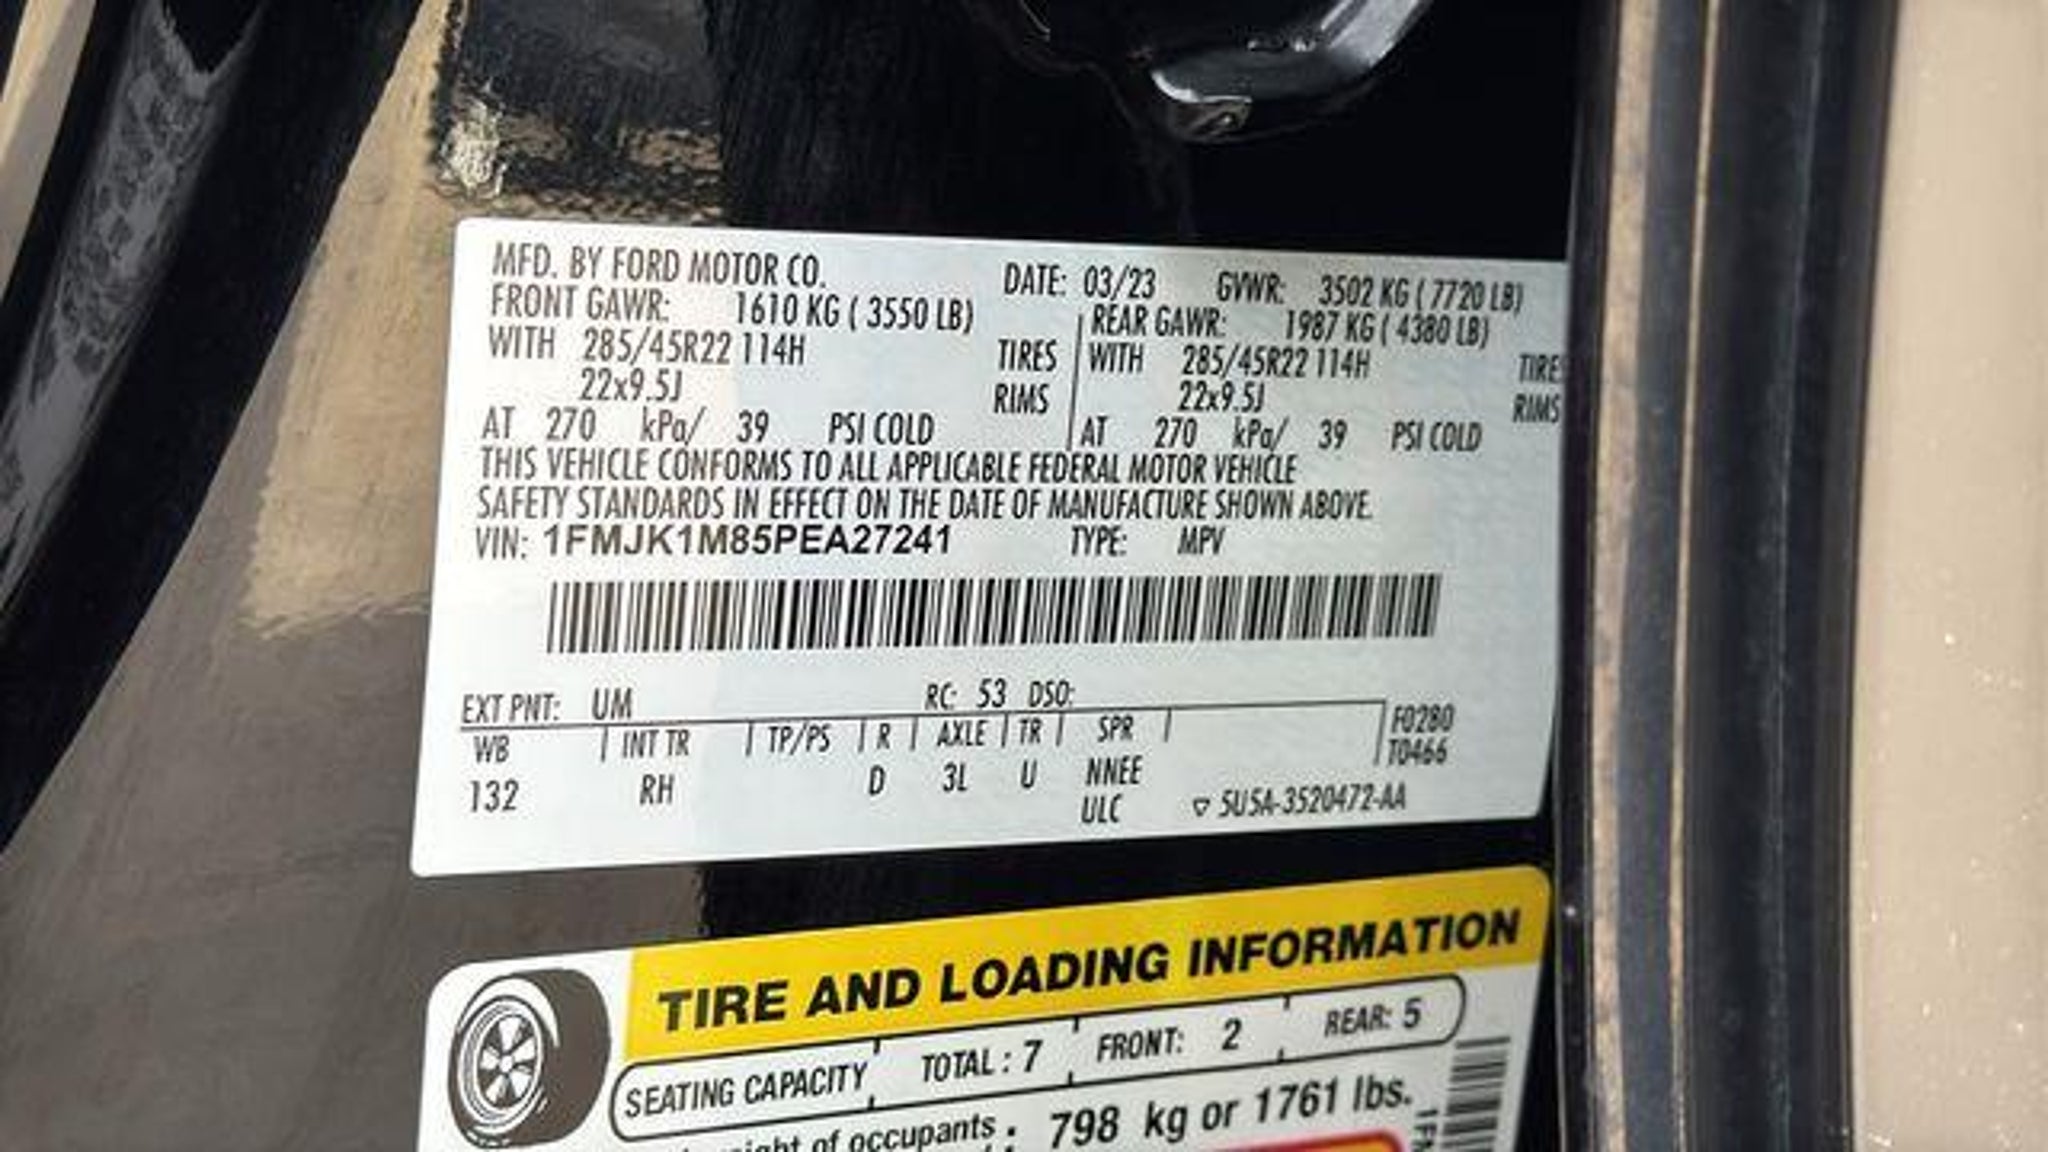 MFD. BY FORD MOTOR CO. DATE: 03/23 GVWR: 3502 KG ( 7720 LB)
FRONT GAWR: 1610 KG ( 3550 LB) REAR GAWR: 1987 KG ( 4380 LB)
WITH 285/45R22 114H TIRES WITH 285/45R22 114H TIRE
22x9.5J RIMS 22x9.5J RIMS
AT 270 kPa/ 39 PSI COLD AT 270 kPa/ 39 PSI COLD
THIS VEHICLE CONFORMS TO ALL APPLICABLE FEDERAL MOTOR VEHICLE
SAFETY STANDARDS IN EFFECT ON THE DATE OF MANUFACTURE SHOWN ABOVE.
VIN: 1FMJK1M85PEA27241 TYPE: MPV
EXT PNT: UM RC: 53 DSO:
WB INT TR TP/PS R AXLE TR SPR F0280
T0466
132 RH D 3L U NNEE
ULC ▽ 5U5A-3520472-AA
TIRE AND LOADING INFORMATION
SEATING CAPACITY TOTAL : 7 FRONT: 2 REAR: 5
of occupants : 798 kg or 1761 lbs.